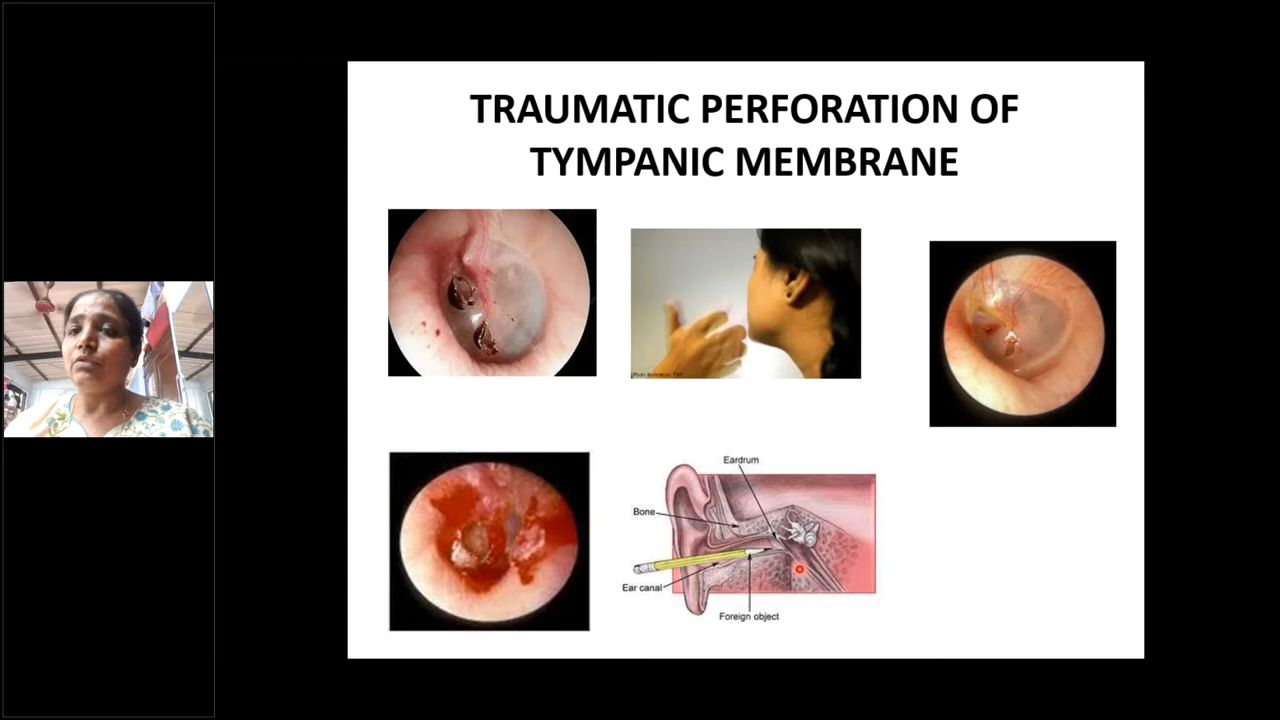 TRAUMATIC PERFORATION OF
TYMPANIC MEMBRANE
Eardrum
Bone
Ear canal
Foreign object